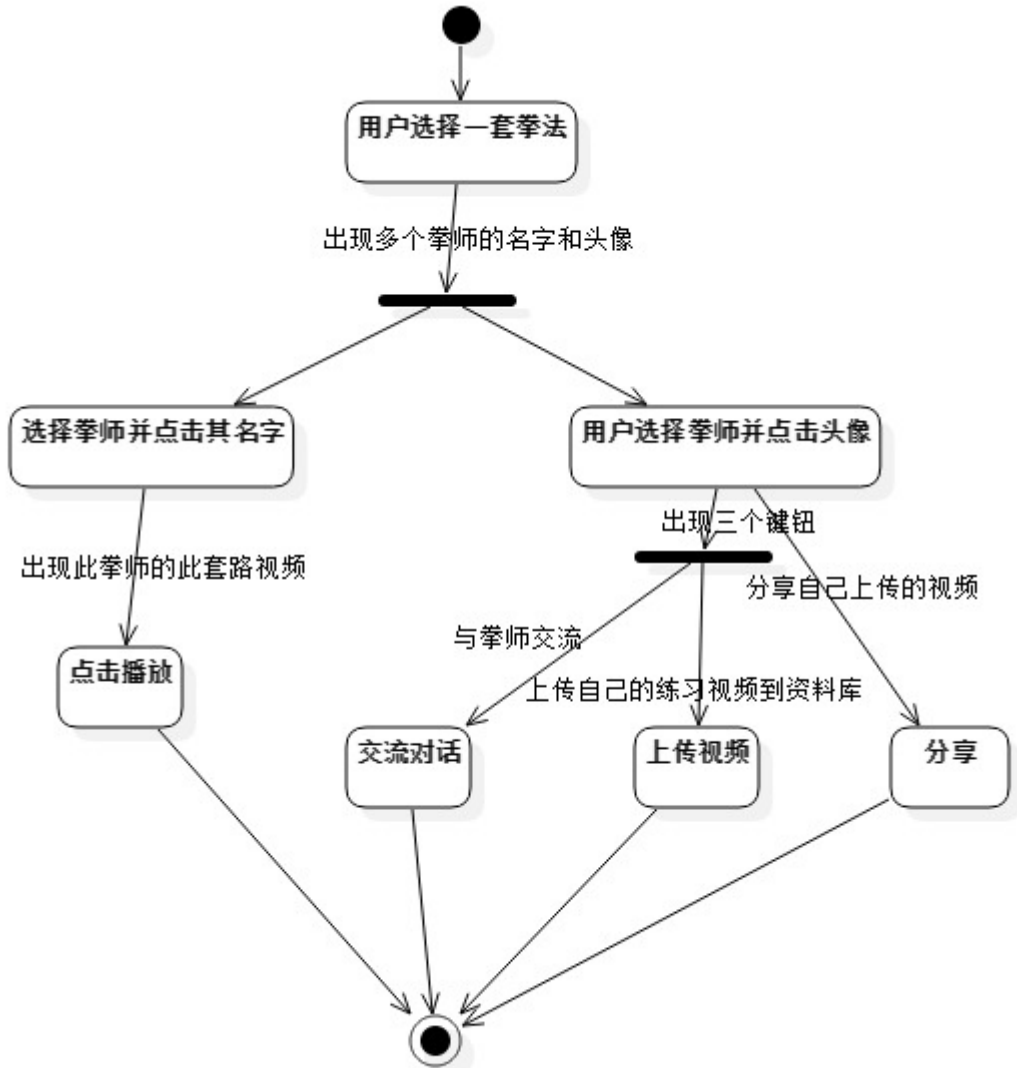 用户选择一套拳法
出现多个拳师的名字和头像
选择拳师并点击其名字
用户选择拳师并点击头像
出现三个键钮
出现此拳师的此套路视频
分享自己上传的视频
与拳师交流
点击播放
上传自己的练习视频到资料库
交流对话
上传视频
分享